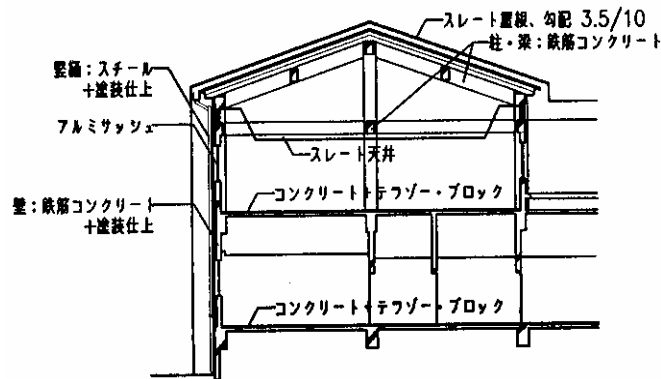 スレート置椒、勾配 3.5/10
柱・梁：鉄筋コンクリート
竪樋：スチール
+塗装仕上
アルミサッシュ
スレート天井
コンクリート+テラゾー・ブロック
壁：鉄筋コンクリート
+塗装仕上
コンクリート+テラゾー・ブロック